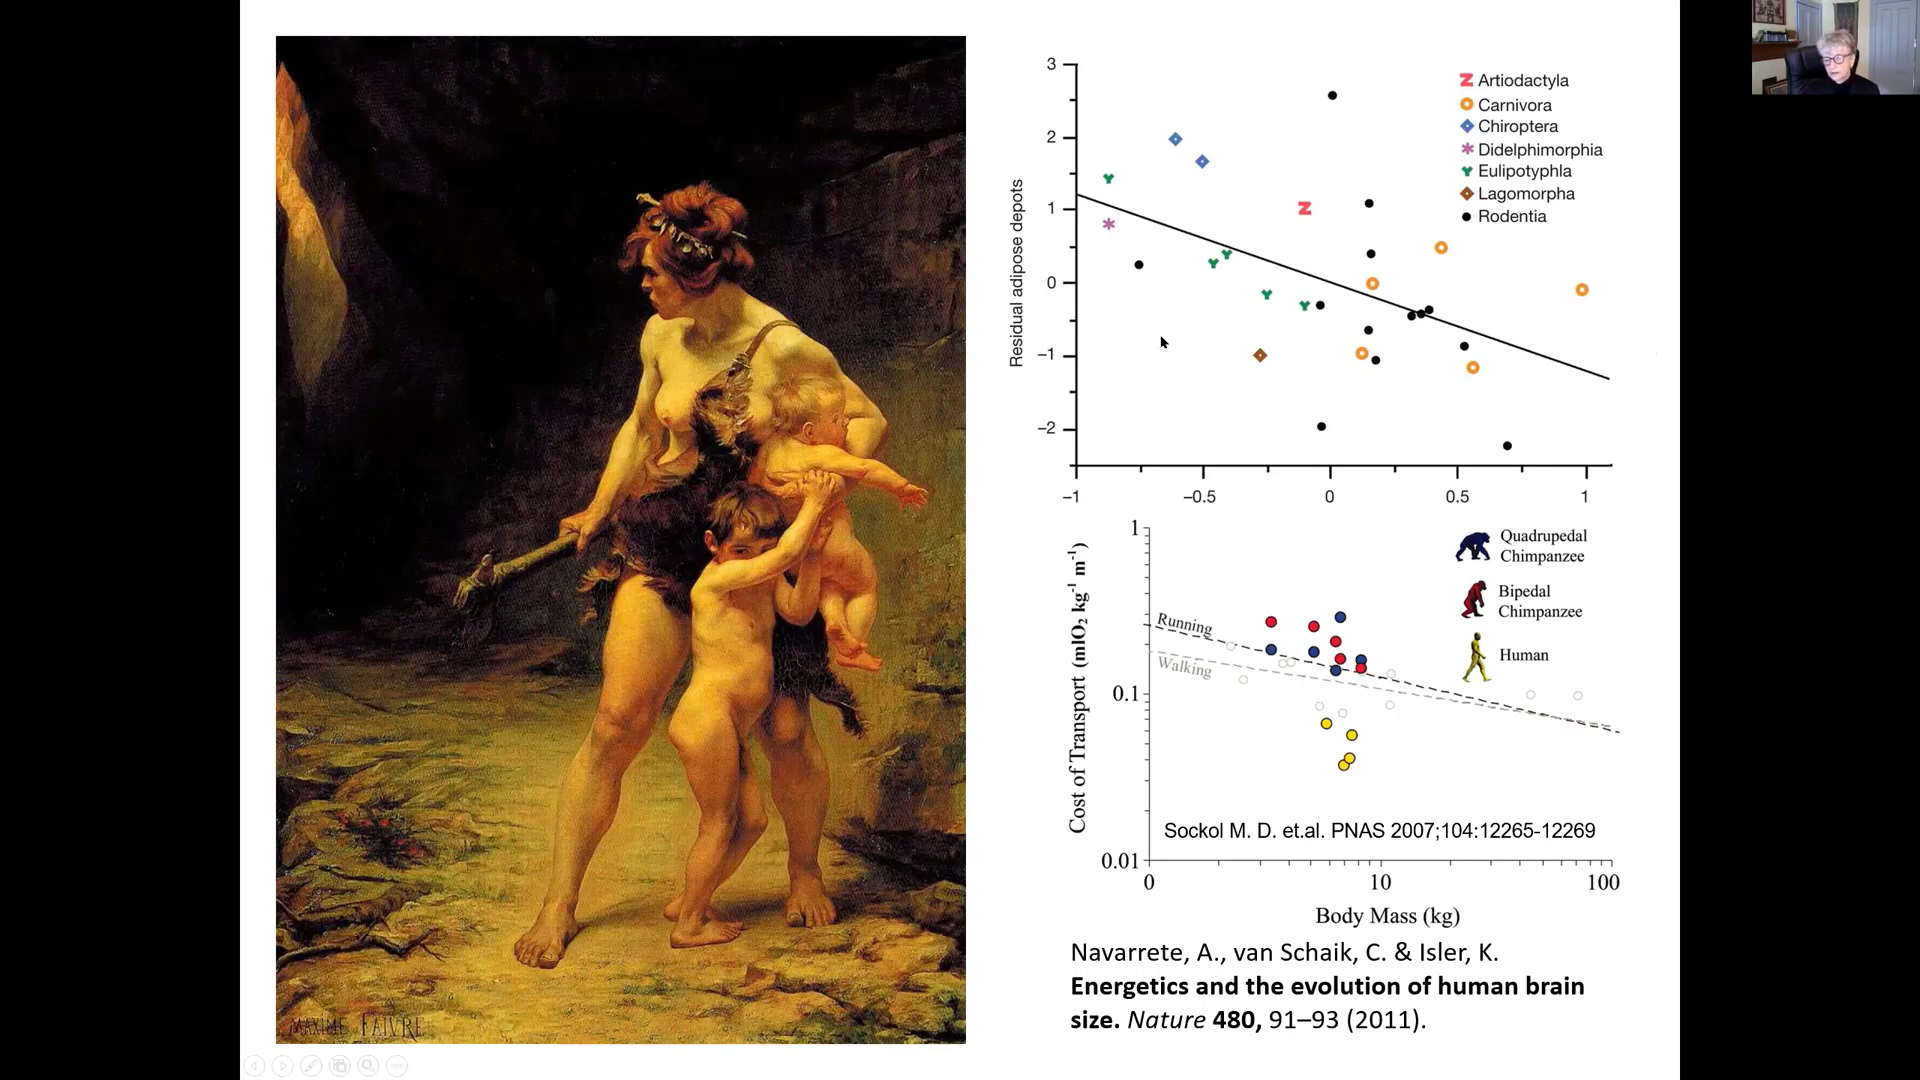 MAXIME FAIVRE
3
2
1
0
−1
−2
Residual adipose depots
Artiodactyla
Carnivora
Chiroptera
Didelphimorphia
Eulipotyphla
Lagomorpha
Rodentia
−1
−0.5
0
0.5
1
1
0.1
0.01
Cost of Transport (mlO₂ kg⁻¹ m⁻¹)
Running
Walking
Quadrupedal
Chimpanzee
Bipedal
Chimpanzee
Human
Sockol M. D. et.al. PNAS 2007;104:12265-12269
0
10
100
Body Mass (kg)
Navarrete, A., van Schaik, C. & Isler, K.
Energetics and the evolution of human brain
size. Nature 480, 91–93 (2011).